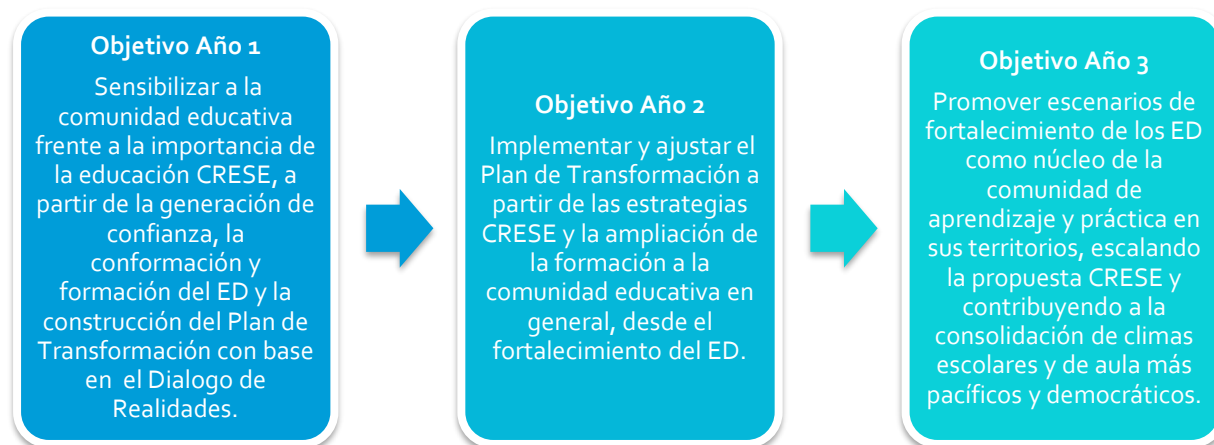 Objetivo Año 1
Sensibilizar a la
comunidad educativa
frente a la importancia de
la educación CRESE, a
partir de la generación de
confianza, la
conformación y
formación del ED y la
construcción del Plan de
Transformación con base
en el Dialogo de
Realidades.
Objetivo Año 2
Implementar y ajustar el
Plan de Transformación a
partir de las estrategias
CRESE y la ampliación de
la formación a la
comunidad educativa en
general, desde el
fortalecimiento del ED.
Objetivo Año 3
Promover escenarios de
fortalecimiento de los ED
como núcleo de la
comunidad de
aprendizaje y práctica en
sus territorios, escalando
la propuesta CRESE y
contribuyendo a la
consolidación de climas
escolares y de aula más
pacíficos y democráticos.